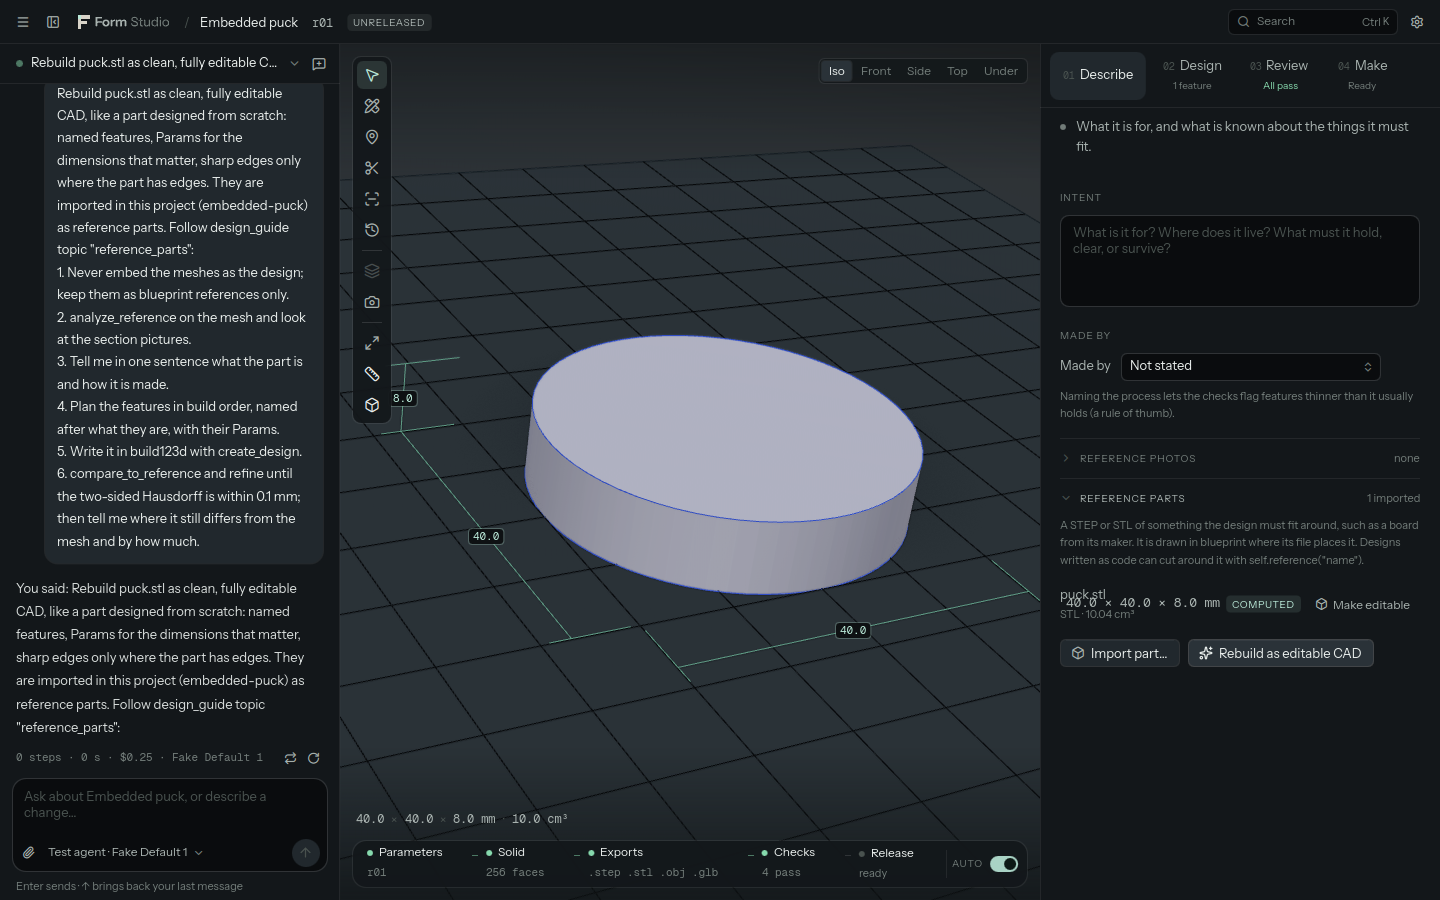 Form Studio / Embedded puck r01 UNRELEASED
Search Ctrl K
Rebuild puck.stl as clean, fully editable C...
Rebuild puck.stl as clean, fully editable
CAD, like a part designed from scratch:
named features, Params for the
dimensions that matter, sharp edges only
where the part has edges. They are
imported in this project (embedded-puck)
as reference parts. Follow design_guide
topic "reference_parts":
1. Never embed the meshes as the design;
keep them as blueprint references only.
2. analyze_reference on the mesh and look
at the section pictures.
3. Tell me in one sentence what the part is
and how it is made.
4. Plan the features in build order, named
after what they are, with their Params.
5. Write it in build123d with create_design.
6. compare_to_reference and refine until
the two-sided Hausdorff is within 0.1 mm;
then tell me where it still differs from the
mesh and by how much.
You said: Rebuild puck.stl as clean, fully editable
CAD, like a part designed from scratch: named
features, Params for the dimensions that matter,
sharp edges only where the part has edges. They
are imported in this project (embedded-puck) as
reference parts. Follow design_guide topic
"reference_parts":
0 steps · 0 s · $0.25 · Fake Default 1
Ask about Embedded puck, or describe a
change...
Test agent · Fake Default 1
Enter sends · ↑ brings back your last message
Iso Front Side Top Under
8.0
40.0
40.0
40.0 × 40.0 × 8.0 mm 10.0 cm³
Parameters
r01
Solid
256 faces
Exports
.step .stl .obj .glb
Checks
4 pass
Release
ready
AUTO
01 Describe
02 Design
1 feature
03 Review
All pass
04 Make
Ready
What it is for, and what is known about the things it must
fit.
INTENT
What is it for? Where does it live? What must it hold,
clear, or survive?
MADE BY
Made by Not stated
Naming the process lets the checks flag features thinner than it usually
holds (a rule of thumb).
REFERENCE PHOTOS none
REFERENCE PARTS 1 imported
A STEP or STL of something the design must fit around, such as a board
from its maker. It is drawn in blueprint where its file places it. Designs
written as code can cut around it with self.reference("name").
puck.stl
40.0 × 40.0 × 8.0 mm COMPUTED Make editable
STL · 10.04 cm³
Import part... Rebuild as editable CAD